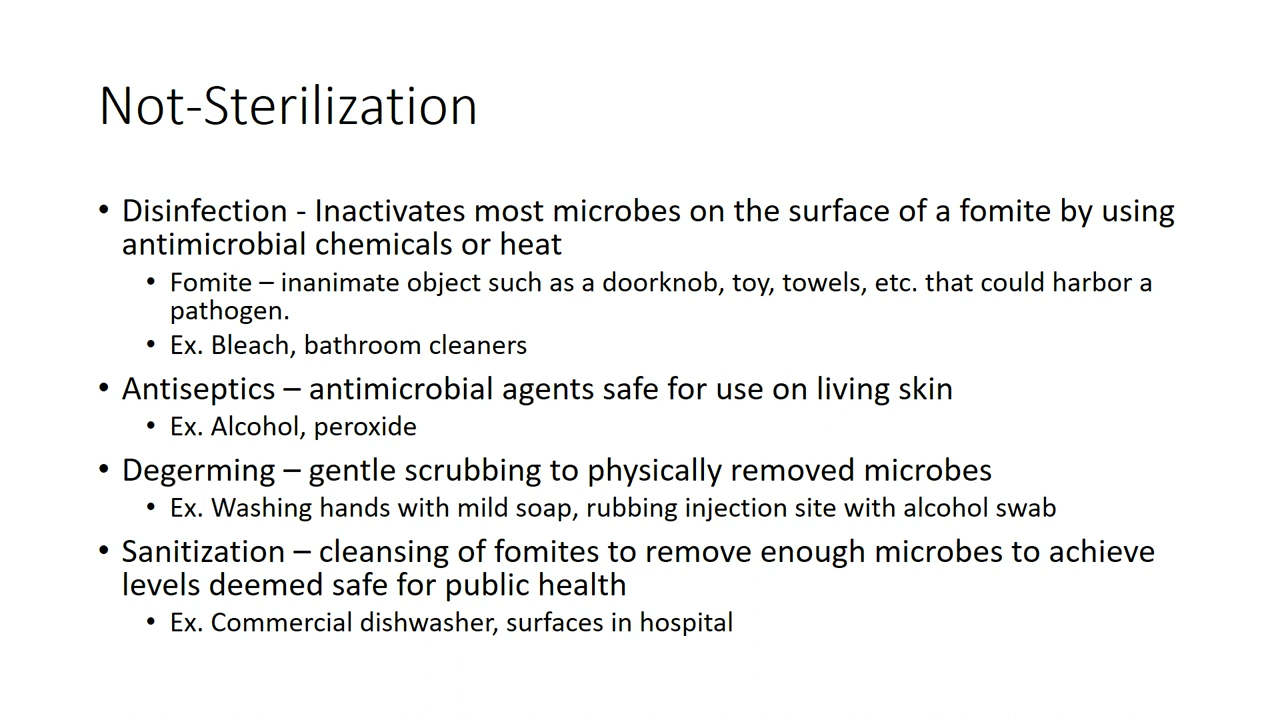 Not-Sterilization
• Disinfection - Inactivates most microbes on the surface of a fomite by using
antimicrobial chemicals or heat
• Fomite – inanimate object such as a doorknob, toy, towels, etc. that could harbor a
pathogen.
• Ex. Bleach, bathroom cleaners
• Antiseptics – antimicrobial agents safe for use on living skin
• Ex. Alcohol, peroxide
• Degerming – gentle scrubbing to physically removed microbes
• Ex. Washing hands with mild soap, rubbing injection site with alcohol swab
• Sanitization – cleansing of fomites to remove enough microbes to achieve
levels deemed safe for public health
• Ex. Commercial dishwasher, surfaces in hospital